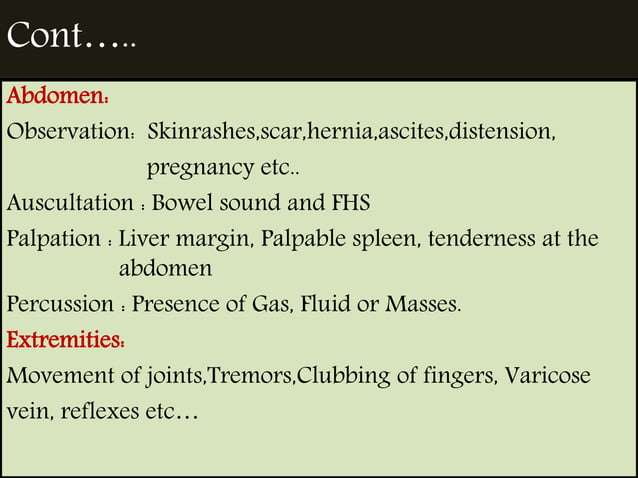 Cont…..
Abdomen:
Observation:  Skinrashes,scar,hernia,ascites,distension,
pregnancy etc..
Auscultation : Bowel sound and FHS
Palpation : Liver margin, Palpable spleen, tenderness at the
abdomen
Percussion : Presence of Gas, Fluid or Masses.
Extremities:
Movement of joints,Tremors,Clubbing of fingers, Varicose
vein, reflexes etc…